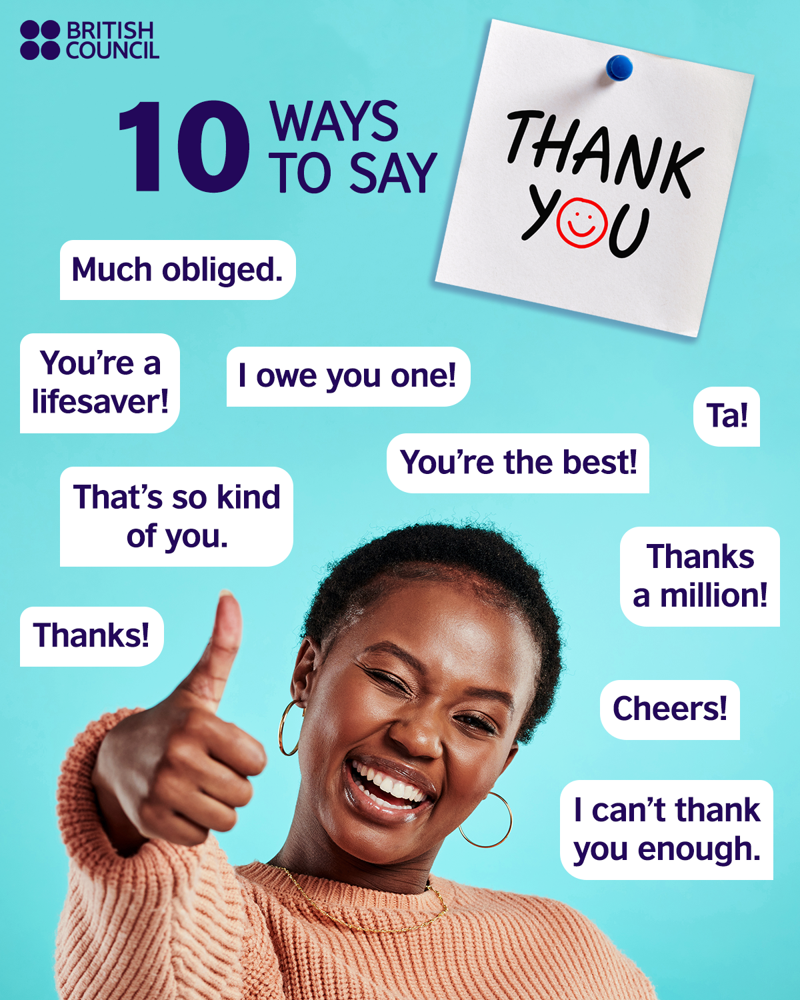 BRITISH
COUNCIL
10 WAYS
TO SAY
THANK
YOU
Much obliged.
You’re a
lifesaver!
I owe you one!
Ta!
You’re the best!
That’s so kind
of you.
Thanks
a million!
Thanks!
Cheers!
I can’t thank
you enough.